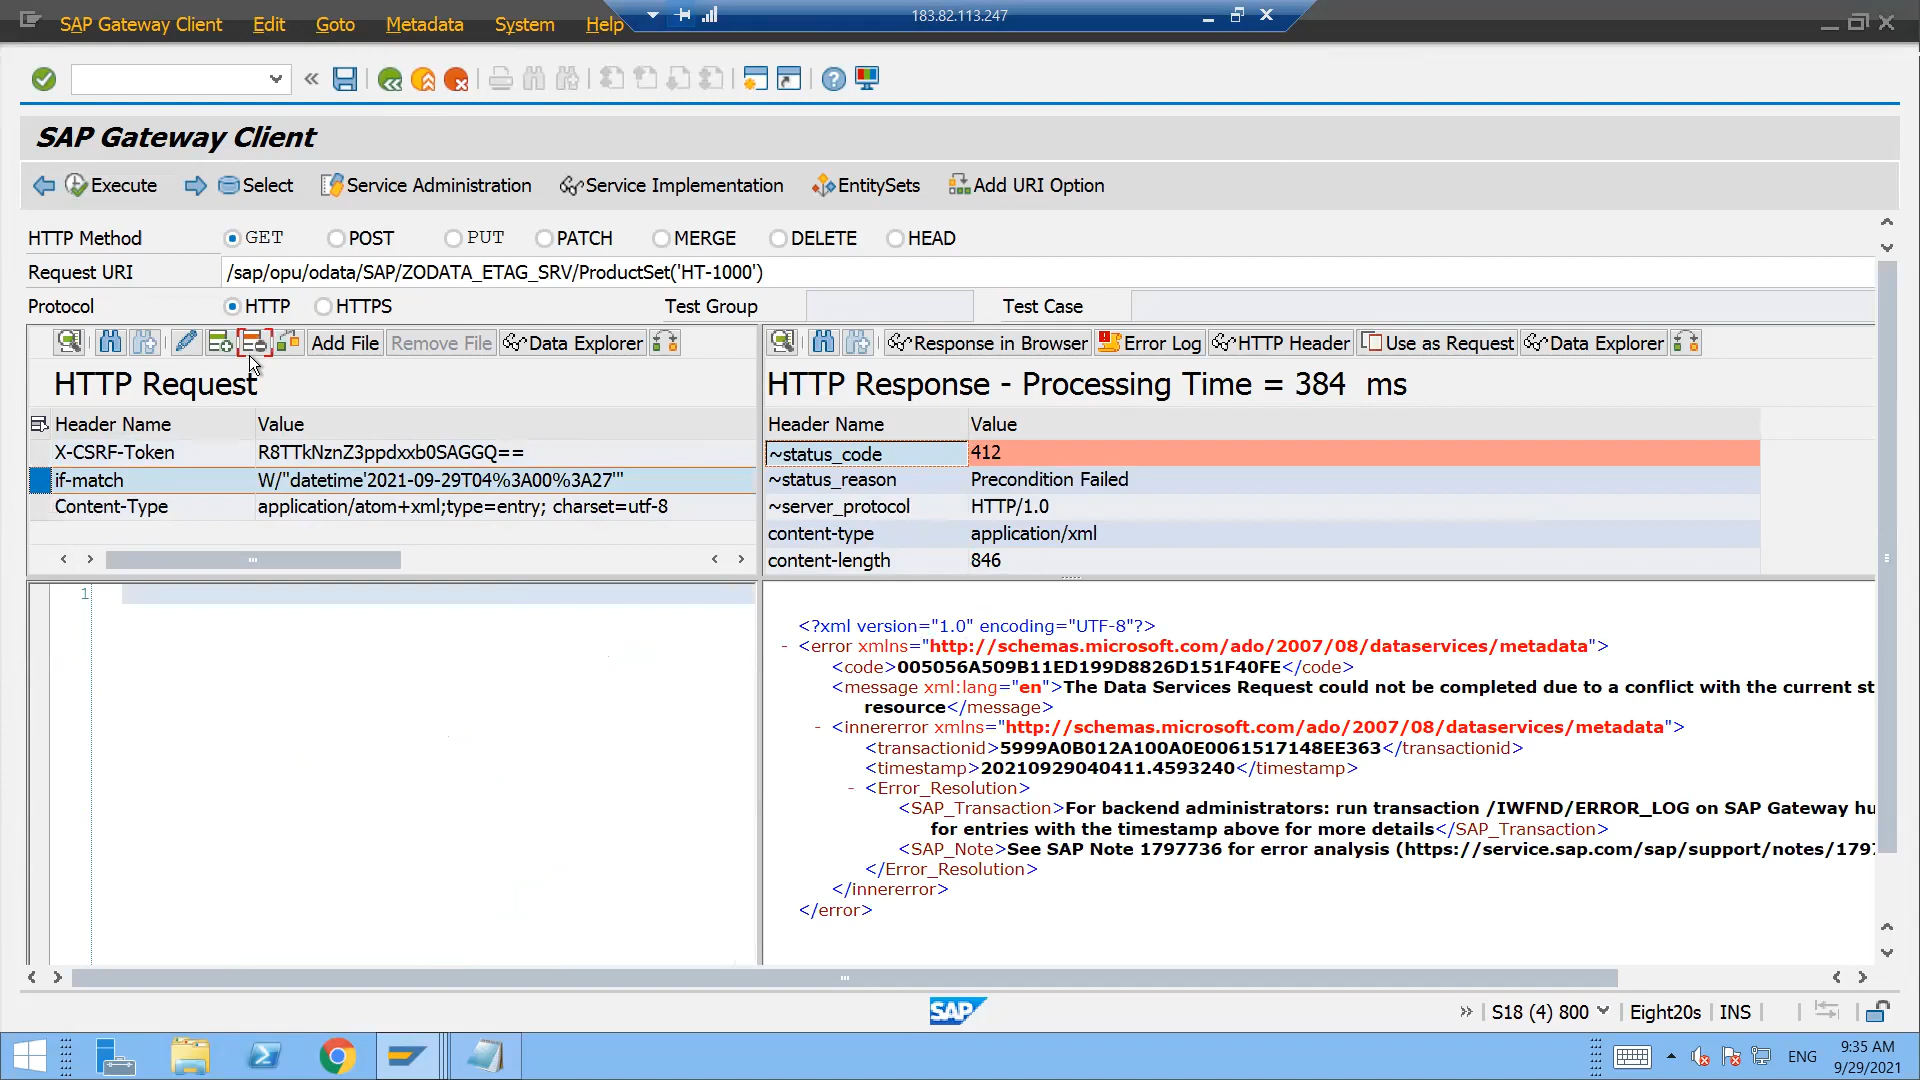 SAP Gateway Client Edit Goto Metadata System Help
183.82.113.247
SAP Gateway Client
Execute Select Service Administration Service Implementation EntitySets Add URI Option
HTTP Method GET POST PUT PATCH MERGE DELETE HEAD
Request URI /sap/opu/odata/SAP/ZODATA_ETAG_SRV/ProductSet('HT-1000')
Protocol HTTP HTTPS Test Group Test Case
Add File Remove File Data Explorer
HTTP Request
Header Name Value
X-CSRF-Token R8TTkNznZ3ppdxxb0SAGGQ==
if-match W/"datetime'2021-09-29T04%3A00%3A27'"
Content-Type application/atom+xml;type=entry; charset=utf-8
1
Response in Browser Error Log HTTP Header Use as Request Data Explorer
HTTP Response - Processing Time = 384 ms
Header Name Value
~status_code 412
~status_reason Precondition Failed
~server_protocol HTTP/1.0
content-type application/xml
content-length 846
<?xml version="1.0" encoding="UTF-8"?>
- <error xmlns="http://schemas.microsoft.com/ado/2007/08/dataservices/metadata">
<code>005056A509B11ED199D8826D151F40FE</code>
<message xml:lang="en">The Data Services Request could not be completed due to a conflict with the current st
resource</message>
- <innererror xmlns="http://schemas.microsoft.com/ado/2007/08/dataservices/metadata">
<transactionid>5999A0B012A100A0E0061517148EE363</transactionid>
<timestamp>20210929040411.4593240</timestamp>
- <Error_Resolution>
<SAP_Transaction>For backend administrators: run transaction /IWFND/ERROR_LOG on SAP Gateway hu
for entries with the timestamp above for more details</SAP_Transaction>
<SAP_Note>See SAP Note 1797736 for error analysis (https://service.sap.com/sap/support/notes/179
</Error_Resolution>
</innererror>
</error>
SAP
S18 (4) 800 Eight20s INS
ENG
9:35 AM
9/29/2021